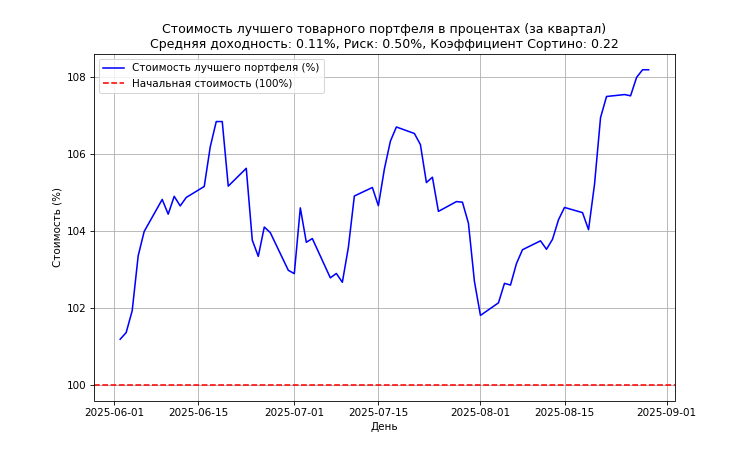 Стоимость лучшего товарного портфеля в процентах (за квартал)
Средняя доходность: 0.11%, Риск: 0.50%, Коэффициент Сортино: 0.22
Стоимость лучшего портфеля (%)
Начальная стоимость (100%)
Стоимость (%)
108
106
104
102
100
2025-06-01
2025-06-15
2025-07-01
2025-07-15
2025-08-01
2025-08-15
2025-09-01
День